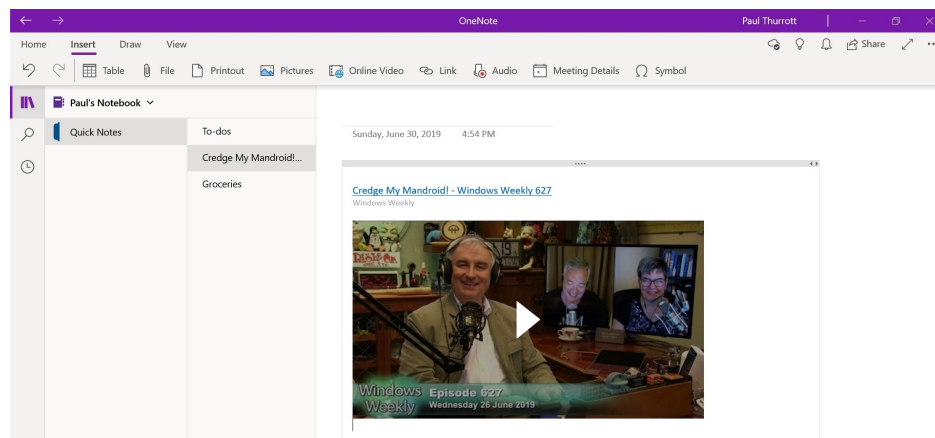 OneNote
Paul Thurrott
Home Insert Draw View
Share
Table File Printout Pictures Online Video Link Audio Meeting Details Symbol
Paul's Notebook
Quick Notes
To-dos
Credge My Mandroid!...
Groceries
Sunday, June 30, 2019 4:54 PM
Credge My Mandroid! - Windows Weekly 627
Windows Weekly
Windows Weekly
Episode 627
Wednesday 26 June 2019